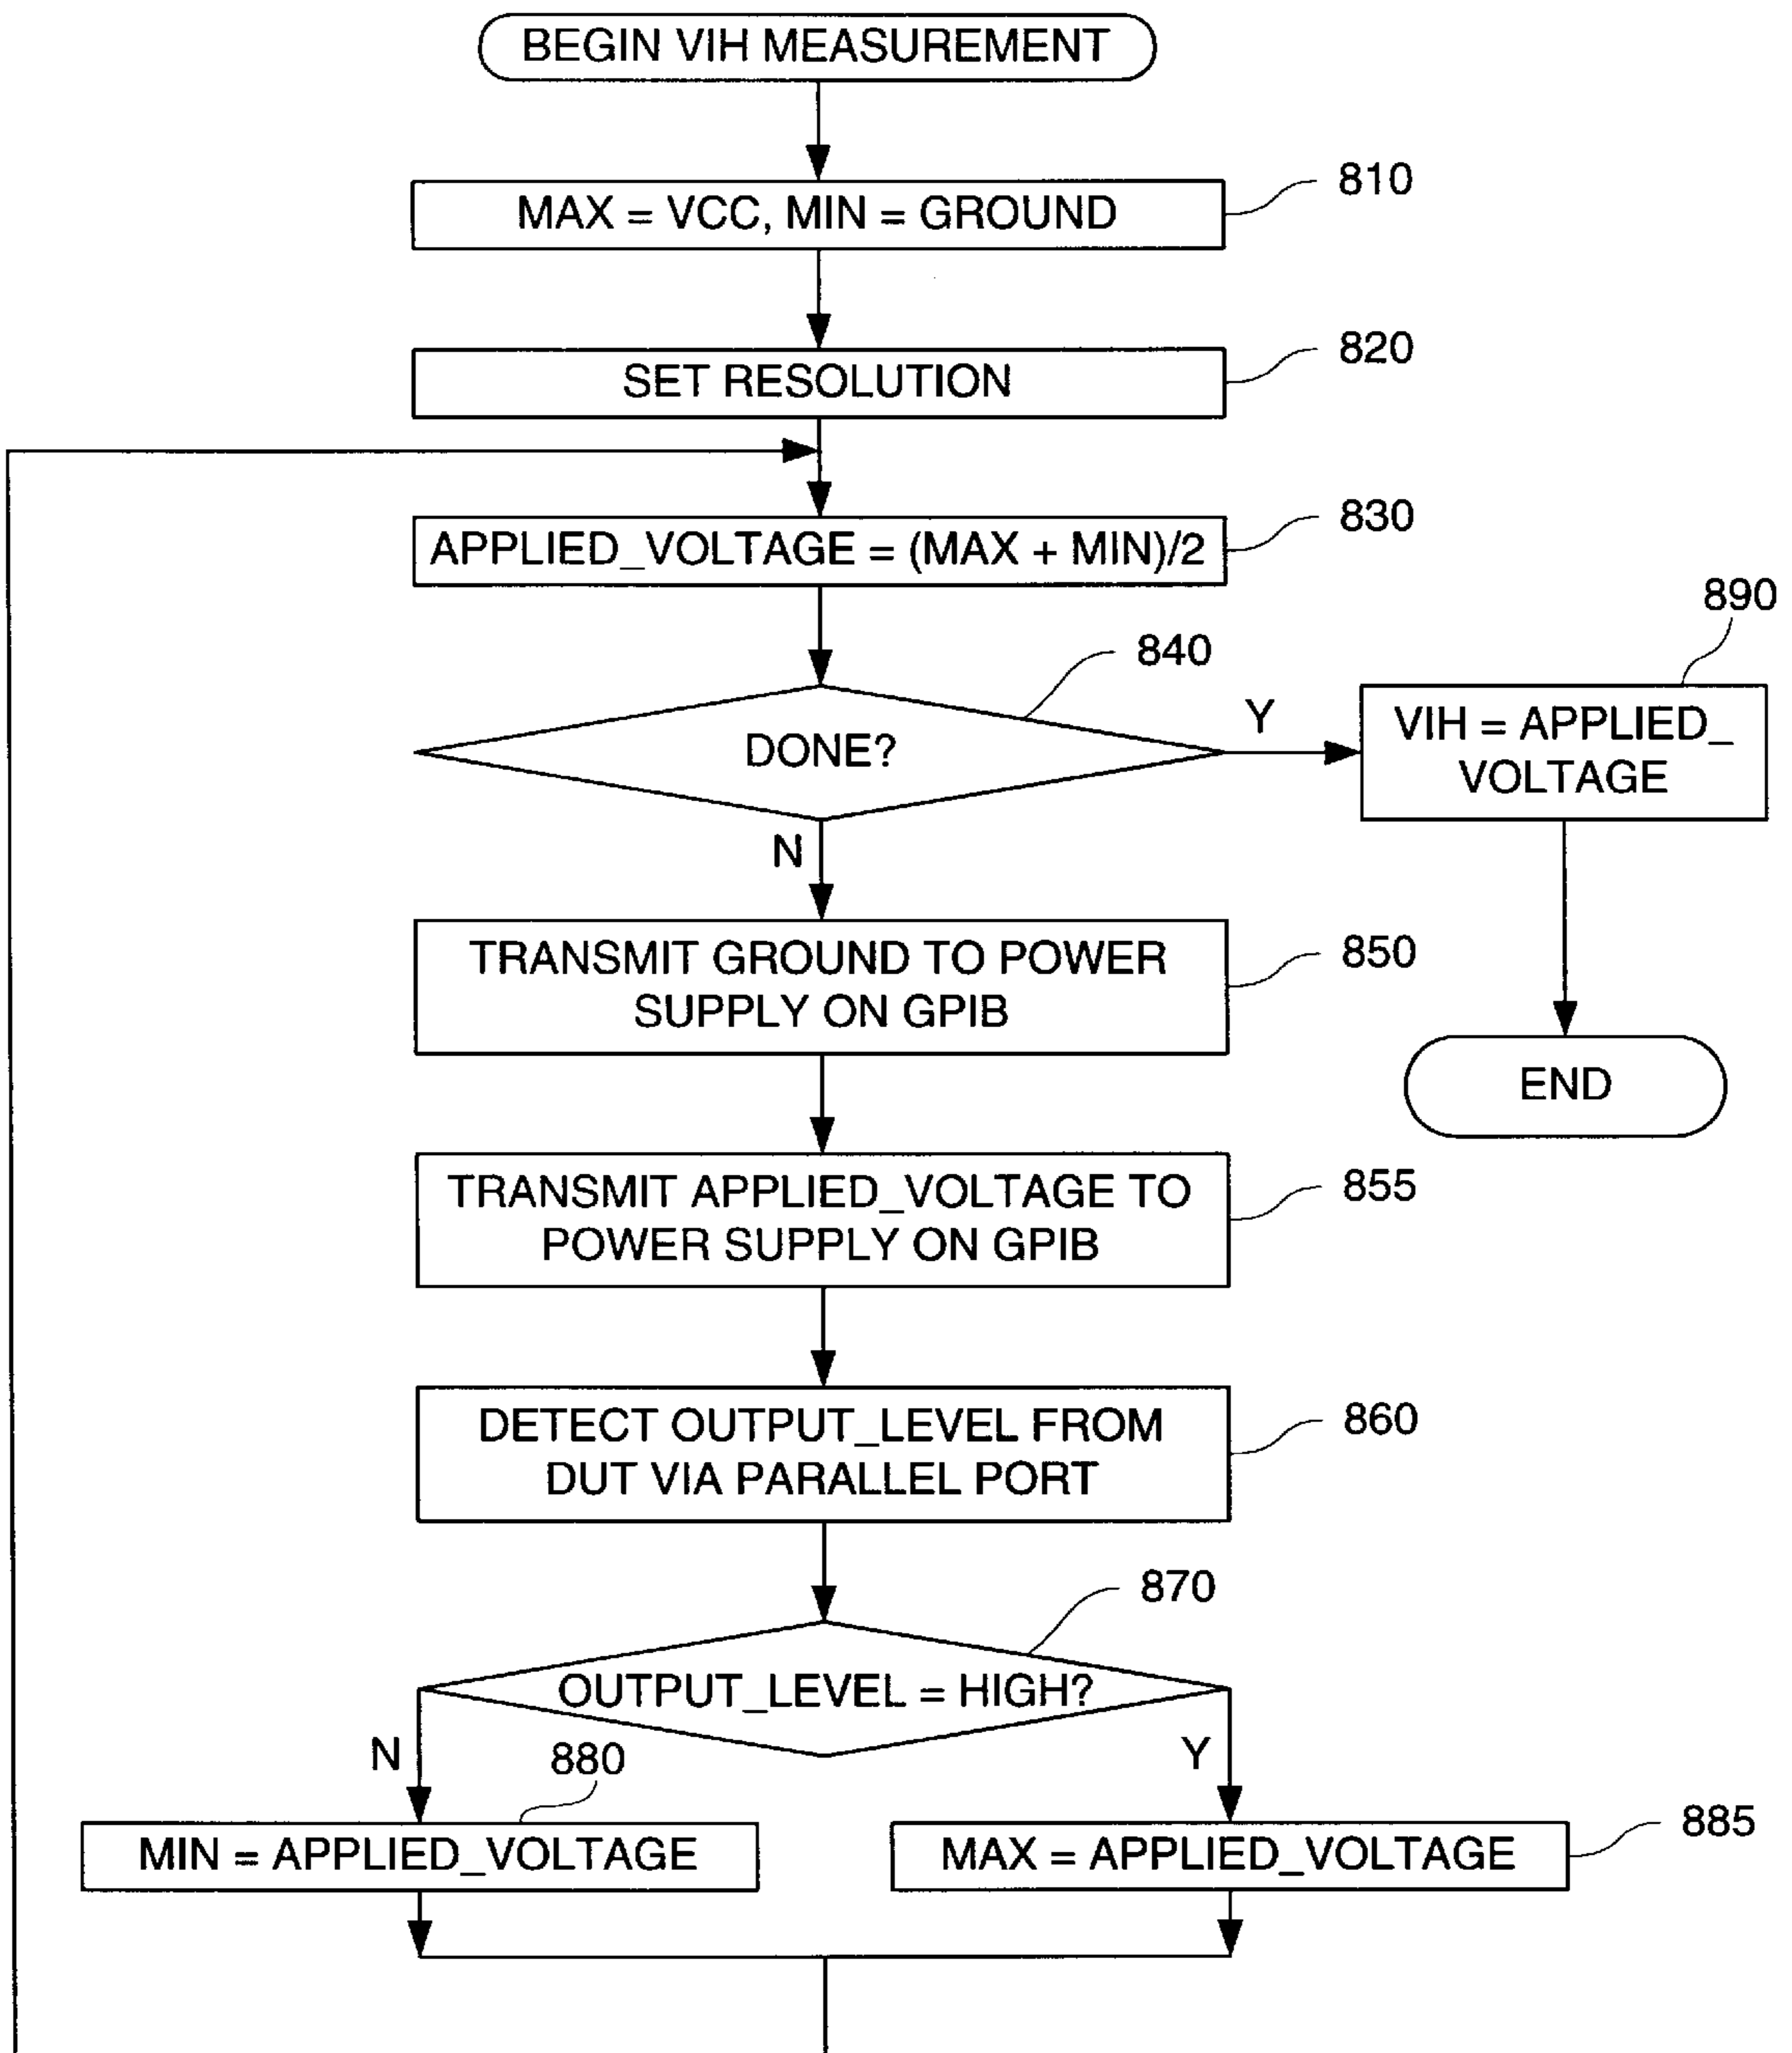 BEGIN VIH MEASUREMENT
810
MAX = VCC, MIN = GROUND
820
SET RESOLUTION
830
APPLIED_VOLTAGE = (MAX + MIN)/2
890
840
DONE?
Y
VIH = APPLIED_
VOLTAGE
N
850
TRANSMIT GROUND TO POWER
SUPPLY ON GPIB
END
855
TRANSMIT APPLIED_VOLTAGE TO
POWER SUPPLY ON GPIB
860
DETECT OUTPUT_LEVEL FROM
DUT VIA PARALLEL PORT
870
OUTPUT_LEVEL = HIGH?
N
880
Y
MIN = APPLIED_VOLTAGE
MAX = APPLIED_VOLTAGE
885